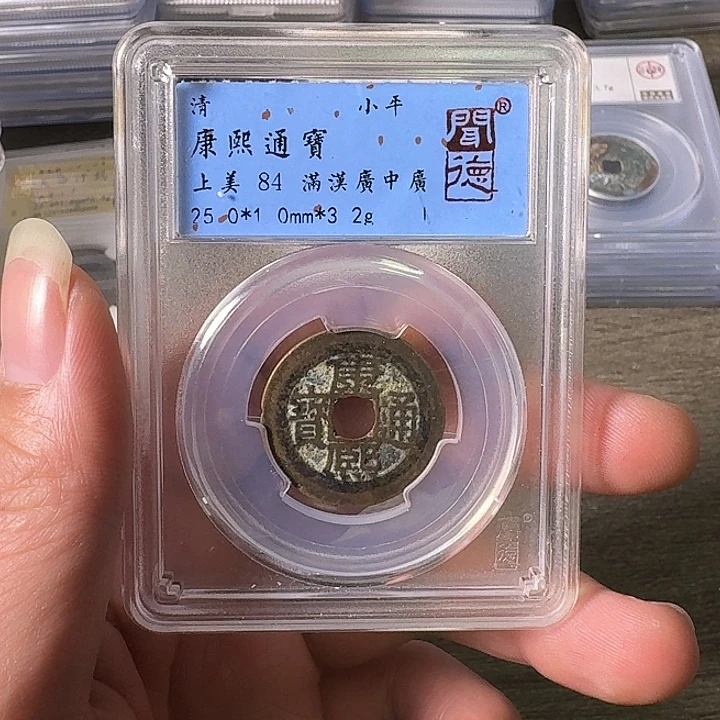 清 小平
康熙通寶
上美 84 滿漢廣中廣
25.0*1.0mm*3.2g
聞德®
康熙通寶